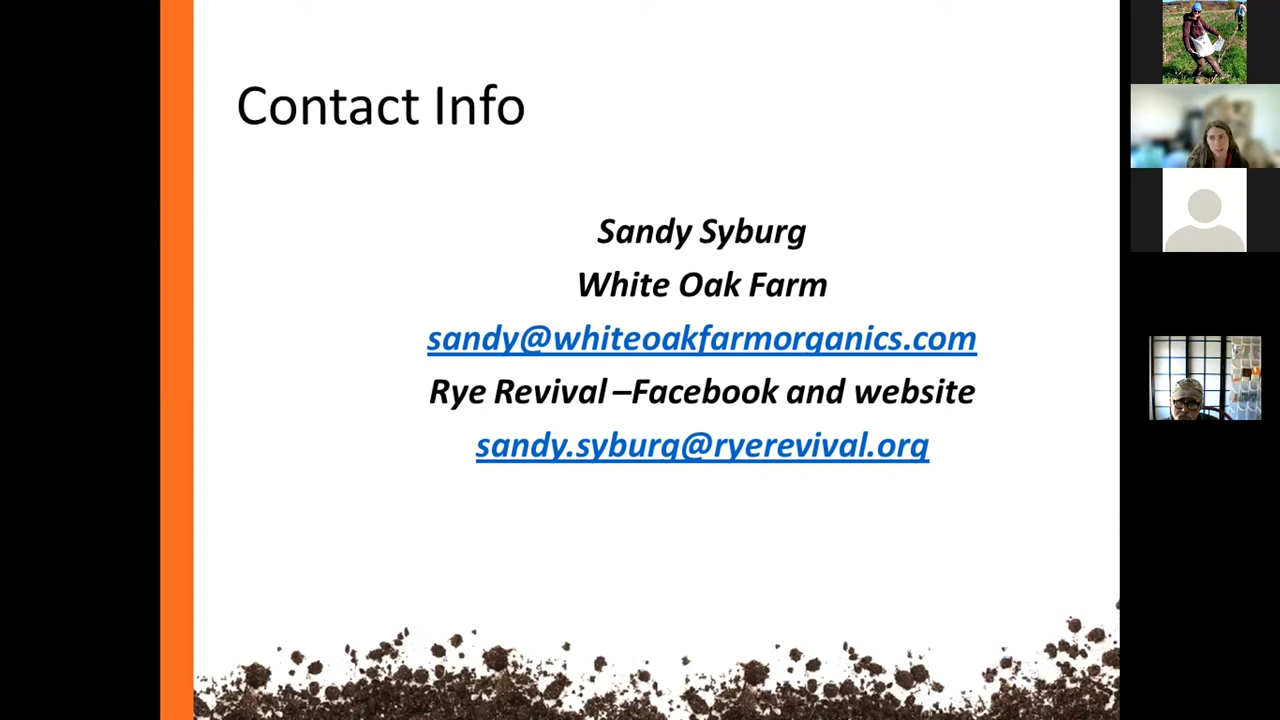 Contact Info
Sandy Syburg
White Oak Farm
sandy@whiteoakfarmorganics.com
Rye Revival –Facebook and website
sandy.syburg@ryerevival.org